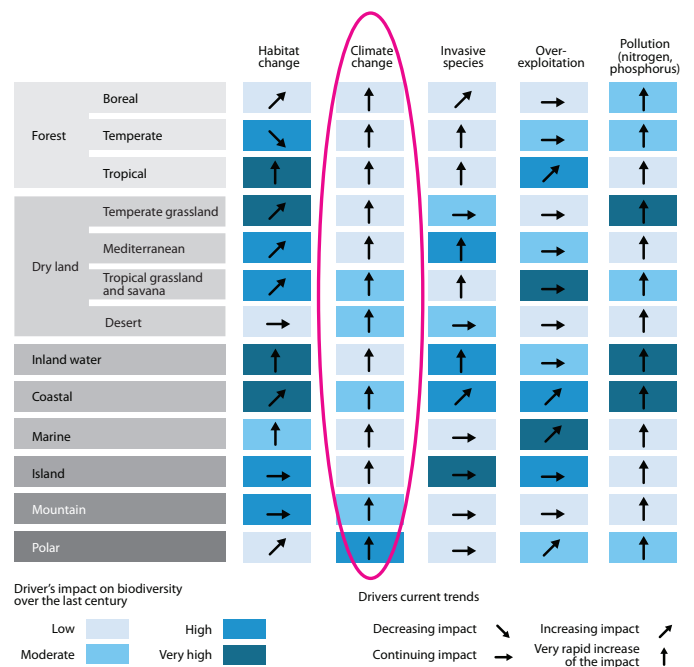 Habitat
change
Climate
change
Invasive
species
Over-
exploitation
Pollution
(nitrogen,
phosphorus)
Forest
Boreal
Temperate
Tropical
Dry land
Temperate grassland
Mediterranean
Tropical grassland
and savana
Desert
Inland water
Coastal
Marine
Island
Mountain
Polar
Driver's impact on biodiversity
over the last century
Low
High
Moderate
Very high
Drivers current trends
Decreasing impact
Increasing impact
Continuing impact
Very rapid increase
of the impact